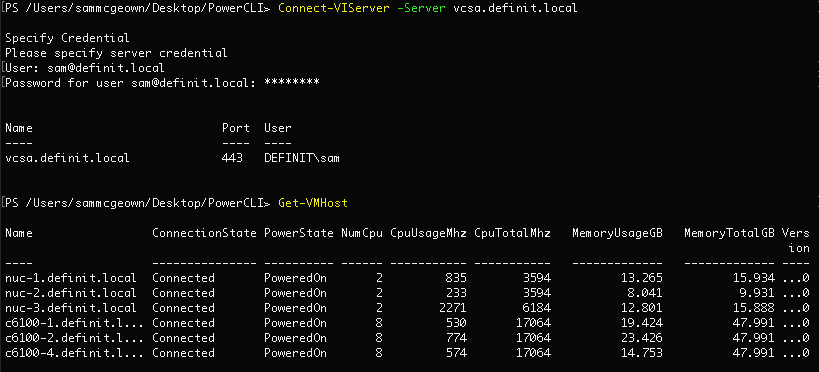 PS /Users/sammcgeown/Desktop/PowerCLI> Connect-VIServer -Server vcsa.definit.local
Specify Credential
Please specify server credential
User: sam@definit.local
Password for user sam@definit.local: ********
Name Port User
---- ---- ----
vcsa.definit.local 443 DEFINIT\sam
PS /Users/sammcgeown/Desktop/PowerCLI> Get-VMHost
Name ConnectionState PowerState NumCpu CpuUsageMhz CpuTotalMhz MemoryUsageGB MemoryTotalGB Vers
ion
---- --------------- ---------- ------ ----------- ----------- ------------- ------------- ----
nuc-1.definit.local Connected PoweredOn 2 835 3594 13.265 15.934 ...0
nuc-2.definit.local Connected PoweredOn 2 233 3594 8.041 9.931 ...0
nuc-3.definit.local Connected PoweredOn 2 2271 6184 12.801 15.888 ...0
c6100-1.definit.l... Connected PoweredOn 8 530 17064 19.424 47.991 ...0
c6100-2.definit.l... Connected PoweredOn 8 774 17064 23.426 47.991 ...0
c6100-4.definit.l... Connected PoweredOn 8 574 17064 14.753 47.991 ...0